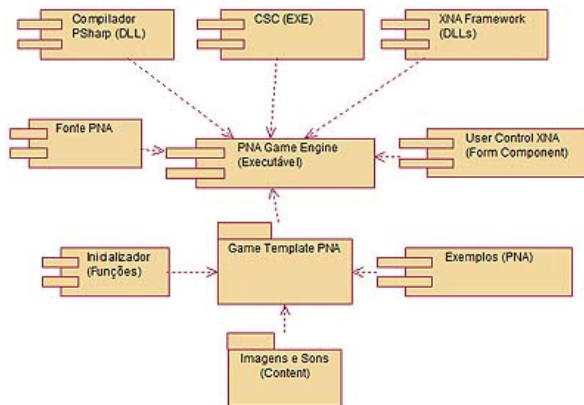 Compilador
PSharp (DLL)
CSC (EXE)
XNA Framework
(DLLs)
Fonte PNA
PNA Game Engine
(Executável)
User Control XNA
(Form Component)
Inicializador
(Funções)
Game Template PNA
Exemplos (PNA)
Imagens e Sons
(Content)